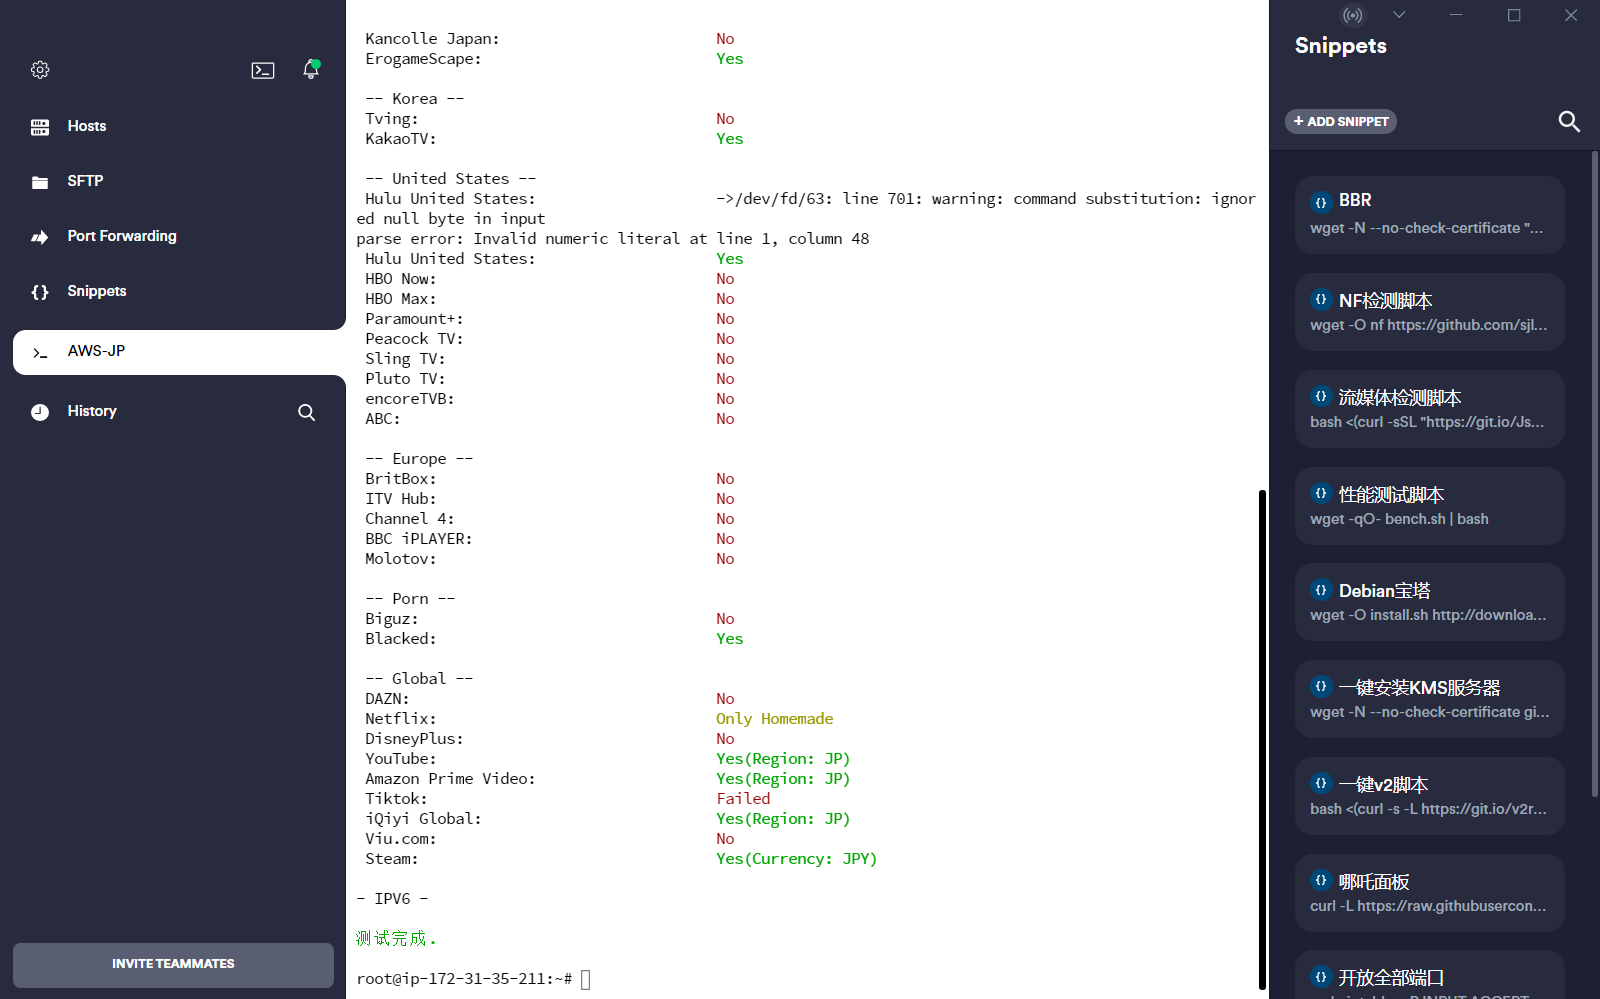 Hosts
SFTP
Port Forwarding
Snippets
AWS-JP
History
INVITE TEAMMATES
Kancolle Japan: No
ErogameScape: Yes
-- Korea --
Tving: No
KakaoTV: Yes
-- United States --
Hulu United States: ->/dev/fd/63: line 701: warning: command substitution: ignor
ed null byte in input
parse error: Invalid numeric literal at line 1, column 48
Hulu United States: Yes
HBO Now: No
HBO Max: No
Paramount+: No
Peacock TV: No
Sling TV: No
Pluto TV: No
encoreTVB: No
ABC: No
-- Europe --
BritBox: No
ITV Hub: No
Channel 4: No
BBC iPLAYER: No
Molotov: No
-- Porn --
Biguz: No
Blacked: Yes
-- Global --
DAZN: No
Netflix: Only Homemade
DisneyPlus: No
YouTube: Yes(Region: JP)
Amazon Prime Video: Yes(Region: JP)
Tiktok: Failed
iQiyi Global: Yes(Region: JP)
Viu.com: No
Steam: Yes(Currency: JPY)
- IPV6 -
测试完成.
root@ip-172-31-35-211:~#
Snippets
+ ADD SNIPPET
BBR
wget -N --no-check-certificate "...
NF检测脚本
wget -O nf https://github.com/sjl...
流媒体检测脚本
bash <(curl -sSL "https://git.io/Js...
性能测试脚本
wget -qO- bench.sh | bash
Debian宝塔
wget -O install.sh http://downloa...
一键安装KMS服务器
wget -N --no-check-certificate gi...
一键v2脚本
bash <(curl -s -L https://git.io/v2r...
哪吒面板
curl -L https://raw.githubusercon...
开放全部端口